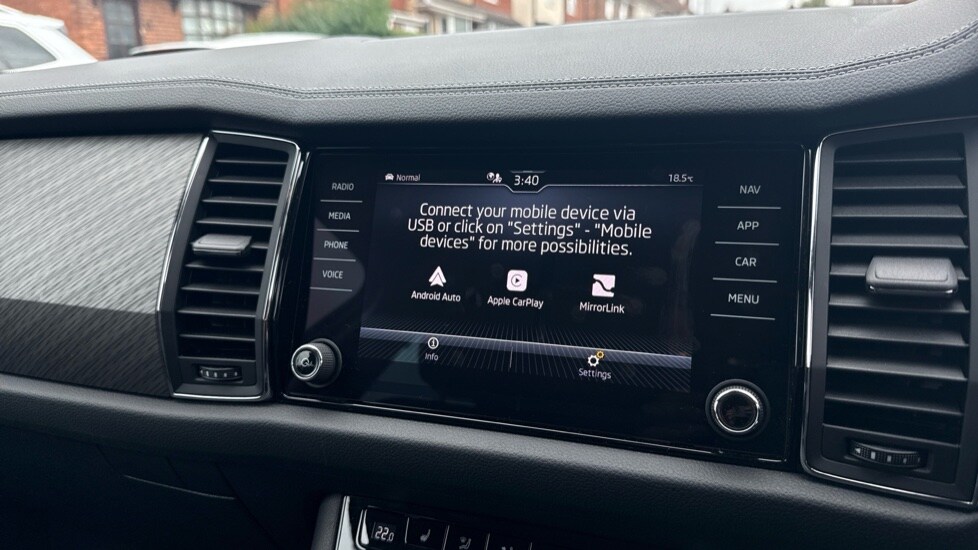 Normal
3:40
18.5°C
RADIO
MEDIA
PHONE
VOICE
Connect your mobile device via
USB or click on "Settings" - "Mobile
devices" for more possibilities.
Android Auto
Apple CarPlay
MirrorLink
Info
Settings
NAV
APP
CAR
MENU
22.0